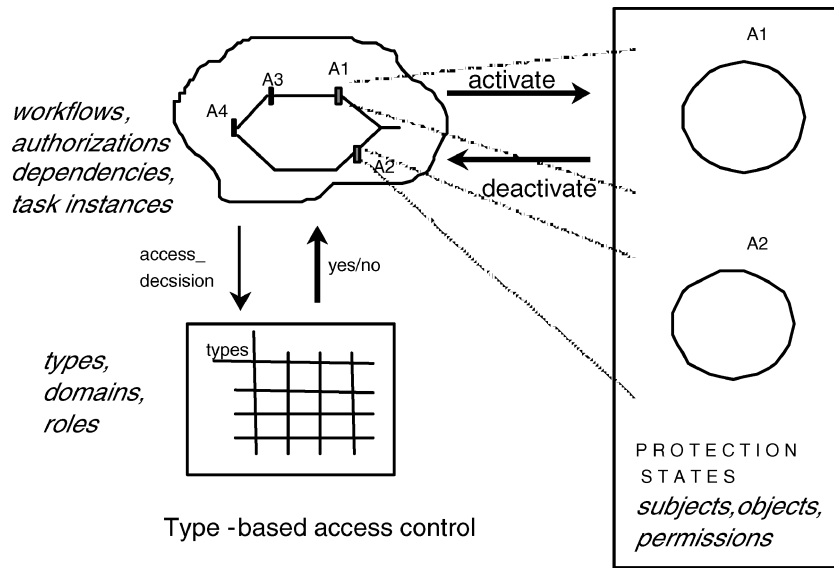 A1
A3
A1
activate
A4
workflows,
authorizations
dependencies,
task instances
A2
deactivate
A2
access_
decsision
yes/no
types
types,
domains,
roles
PROTECTION
STATES
subjects,objects,
permissions
Type -based access control